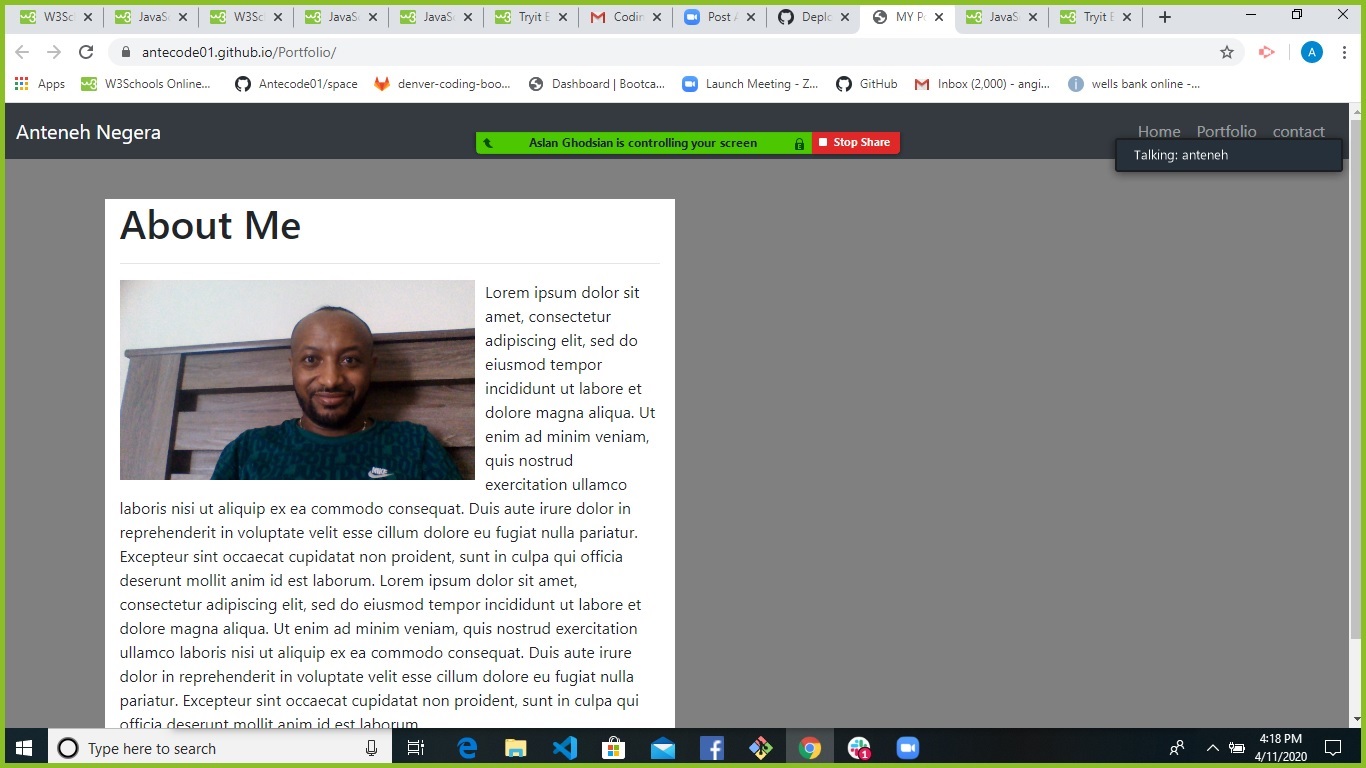 W3Sc
JavaSc
W3Sc
JavaSc
JavaSc
Tryit E
Codin
Post A
Deplo
MY Po
JavaSc
Tryit E
antecode01.github.io/Portfolio/
A
Apps
W3Schools Online...
Antecode01/space
denver-coding-boo...
Dashboard | Bootca...
Launch Meeting - Z...
GitHub
Inbox (2,000) - angi...
wells bank online -...
Anteneh Negera
Home Portfolio contact
Aslan Ghodsian is controlling your screen
Stop Share
Talking: anteneh
About Me
Lorem ipsum dolor sit
amet, consectetur
adipiscing elit, sed do
eiusmod tempor
incididunt ut labore et
dolore magna aliqua. Ut
enim ad minim veniam,
quis nostrud
exercitation ullamco
laboris nisi ut aliquip ex ea commodo consequat. Duis aute irure dolor in
reprehenderit in voluptate velit esse cillum dolore eu fugiat nulla pariatur.
Excepteur sint occaecat cupidatat non proident, sunt in culpa qui officia
deserunt mollit anim id est laborum. Lorem ipsum dolor sit amet,
consectetur adipiscing elit, sed do eiusmod tempor incididunt ut labore et
dolore magna aliqua. Ut enim ad minim veniam, quis nostrud exercitation
ullamco laboris nisi ut aliquip ex ea commodo consequat. Duis aute irure
dolor in reprehenderit in voluptate velit esse cillum dolore eu fugiat nulla
pariatur. Excepteur sint occaecat cupidatat non proident, sunt in culpa qui
officia deserunt mollit anim id est laborum
NIKE
Type here to search
1
4:18 PM
4/11/2020